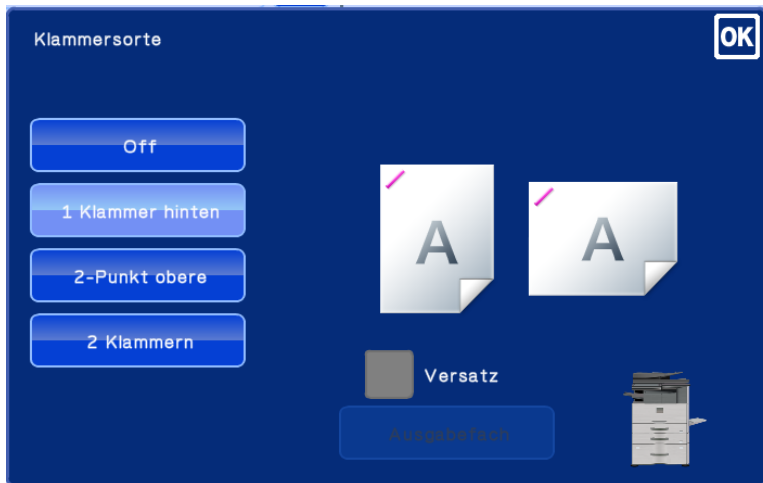 Klammersorte
OK
Off
1 Klammer hinten
2-Punkt obere
2 Klammern
A
A
Versatz
Ausgabefach